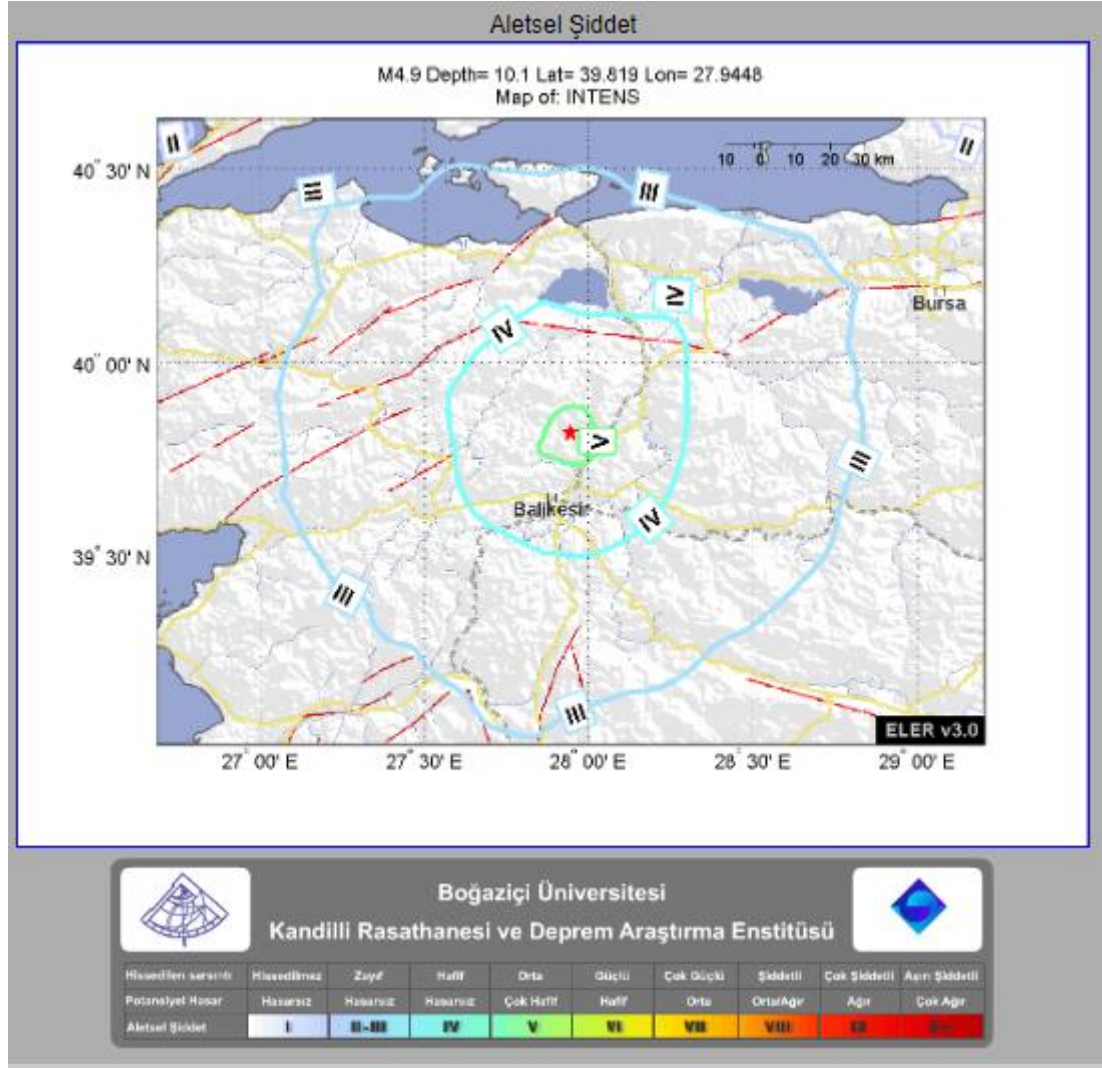 Aletsel Şiddet
M4.9 Depth= 10.1 Lat= 39.819 Lon= 27.9448
Map of: INTENS
II
II
10 0 10 20 30 km
40° 30' N
III
III
Bursa
IV
IV
40° 00' N
V
III
Balikesir
IV
39° 30' N
III
III
ELER v3.0
27° 00' E 27° 30' E 28° 00' E 28° 30' E 29° 00' E
Boğaziçi Üniversitesi
Kandilli Rasathanesi ve Deprem Araştırma Enstitüsü
Hissedilen sarsıntı Hissedilmez Zayıf Hafif Orta Güçlü Çok Güçlü Şiddetli Çok Şiddetli Aşırı Şiddetli
Potansiyel Hasar Hasarsız Hasarsız Hasarsız Çok Hafif Hafif Orta Orta/Ağır Ağır Çok Ağır
Aletsel Şiddet I II-III IV V VI VII VIII